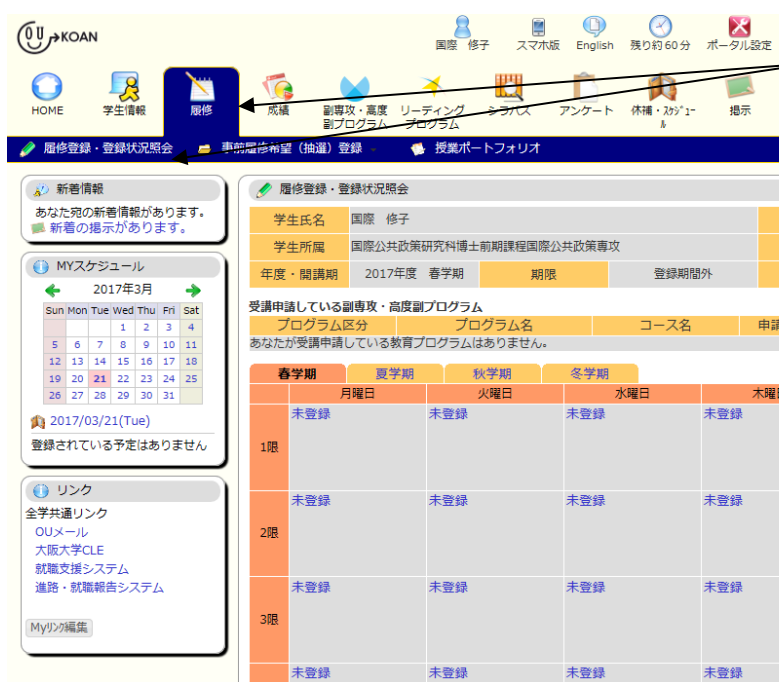 OU KOAN
国際 修子
スマホ版
English
残り約60分
ポータル設定
HOME
学生情報
履修
成績
副専攻・高度
副プログラム
リーディング
プログラム
シラバス
アンケート
休補・スケジュー
ル
掲示
履修登録・登録状況照会
事前履修希望（抽選）登録
授業ポートフォリオ
新着情報
あなた宛の新着情報があります。
新着の掲示があります。
MYスケジュール
2017年3月
Sun Mon Tue Wed Thu Fri Sat
1 2 3 4
5 6 7 8 9 10 11
12 13 14 15 16 17 18
19 20 21 22 23 24 25
26 27 28 29 30 31
2017/03/21(Tue)
登録されている予定はありません
リンク
全学共通リンク
OUメール
大阪大学CLE
就職支援システム
進路・就職報告システム
Myリンク編集
履修登録・登録状況照会
学生氏名 国際 修子
学生所属 国際公共政策研究科博士前期課程国際公共政策専攻
年度・開講期 2017年度 春学期 期限 登録期間外
受講申請している副専攻・高度副プログラム
プログラム区分 プログラム名 コース名 申請
あなたが受講申請している教育プログラムはありません。
春学期 夏学期 秋学期 冬学期
月曜日 火曜日 水曜日 木曜日
1限 未登録 未登録 未登録 未登録
2限 未登録 未登録 未登録 未登録
3限 未登録 未登録 未登録 未登録
未登録 未登録 未登録 未登録